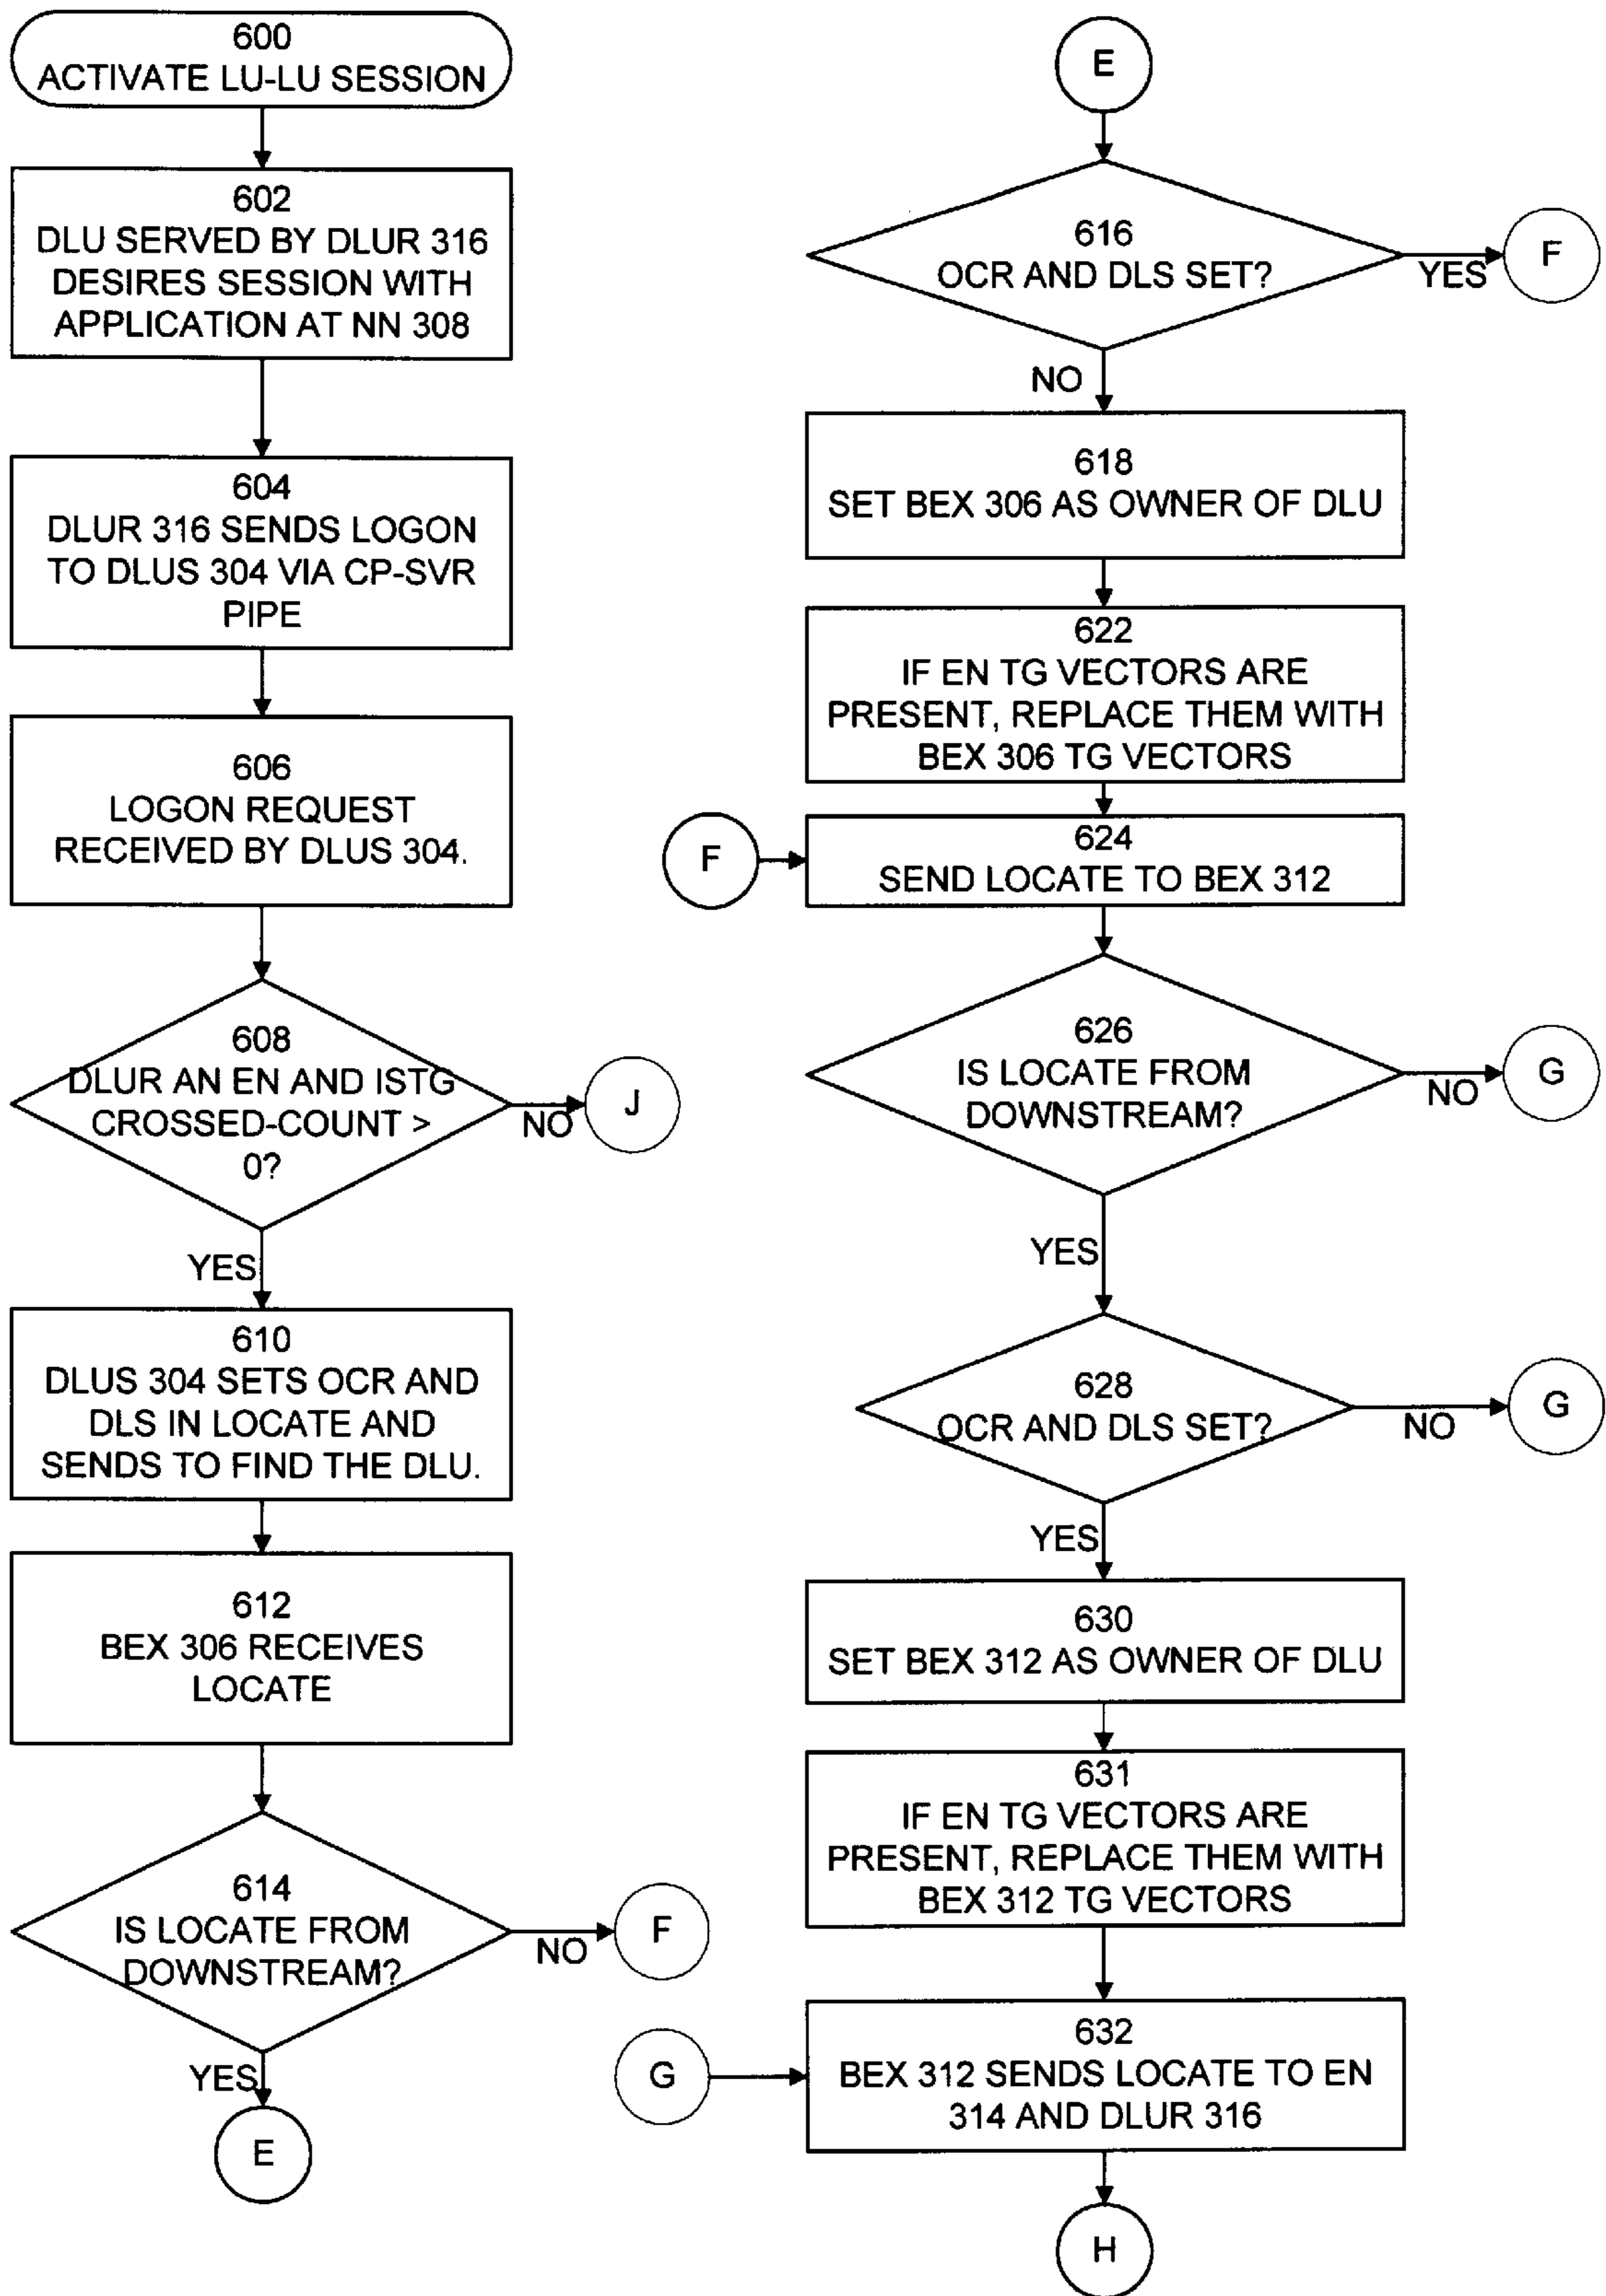 600
ACTIVATE LU-LU SESSION
602
DLU SERVED BY DLUR 316
DESIRES SESSION WITH
APPLICATION AT NN 308
604
DLUR 316 SENDS LOGON
TO DLUS 304 VIA CP-SVR
PIPE
606
LOGON REQUEST
RECEIVED BY DLUS 304.
608
DLUR AN EN AND ISTG
CROSSED-COUNT >
0?
NO
J
YES
610
DLUS 304 SETS OCR AND
DLS IN LOCATE AND
SENDS TO FIND THE DLU.
612
BEX 306 RECEIVES
LOCATE
614
IS LOCATE FROM
DOWNSTREAM?
NO
F
YES
E
E
616
OCR AND DLS SET?
YES
F
NO
618
SET BEX 306 AS OWNER OF DLU
622
IF EN TG VECTORS ARE
PRESENT, REPLACE THEM WITH
BEX 306 TG VECTORS
F
624
SEND LOCATE TO BEX 312
626
IS LOCATE FROM
DOWNSTREAM?
NO
G
YES
628
OCR AND DLS SET?
NO
G
YES
630
SET BEX 312 AS OWNER OF DLU
631
IF EN TG VECTORS ARE
PRESENT, REPLACE THEM WITH
BEX 312 TG VECTORS
G
632
BEX 312 SENDS LOCATE TO EN
314 AND DLUR 316
H